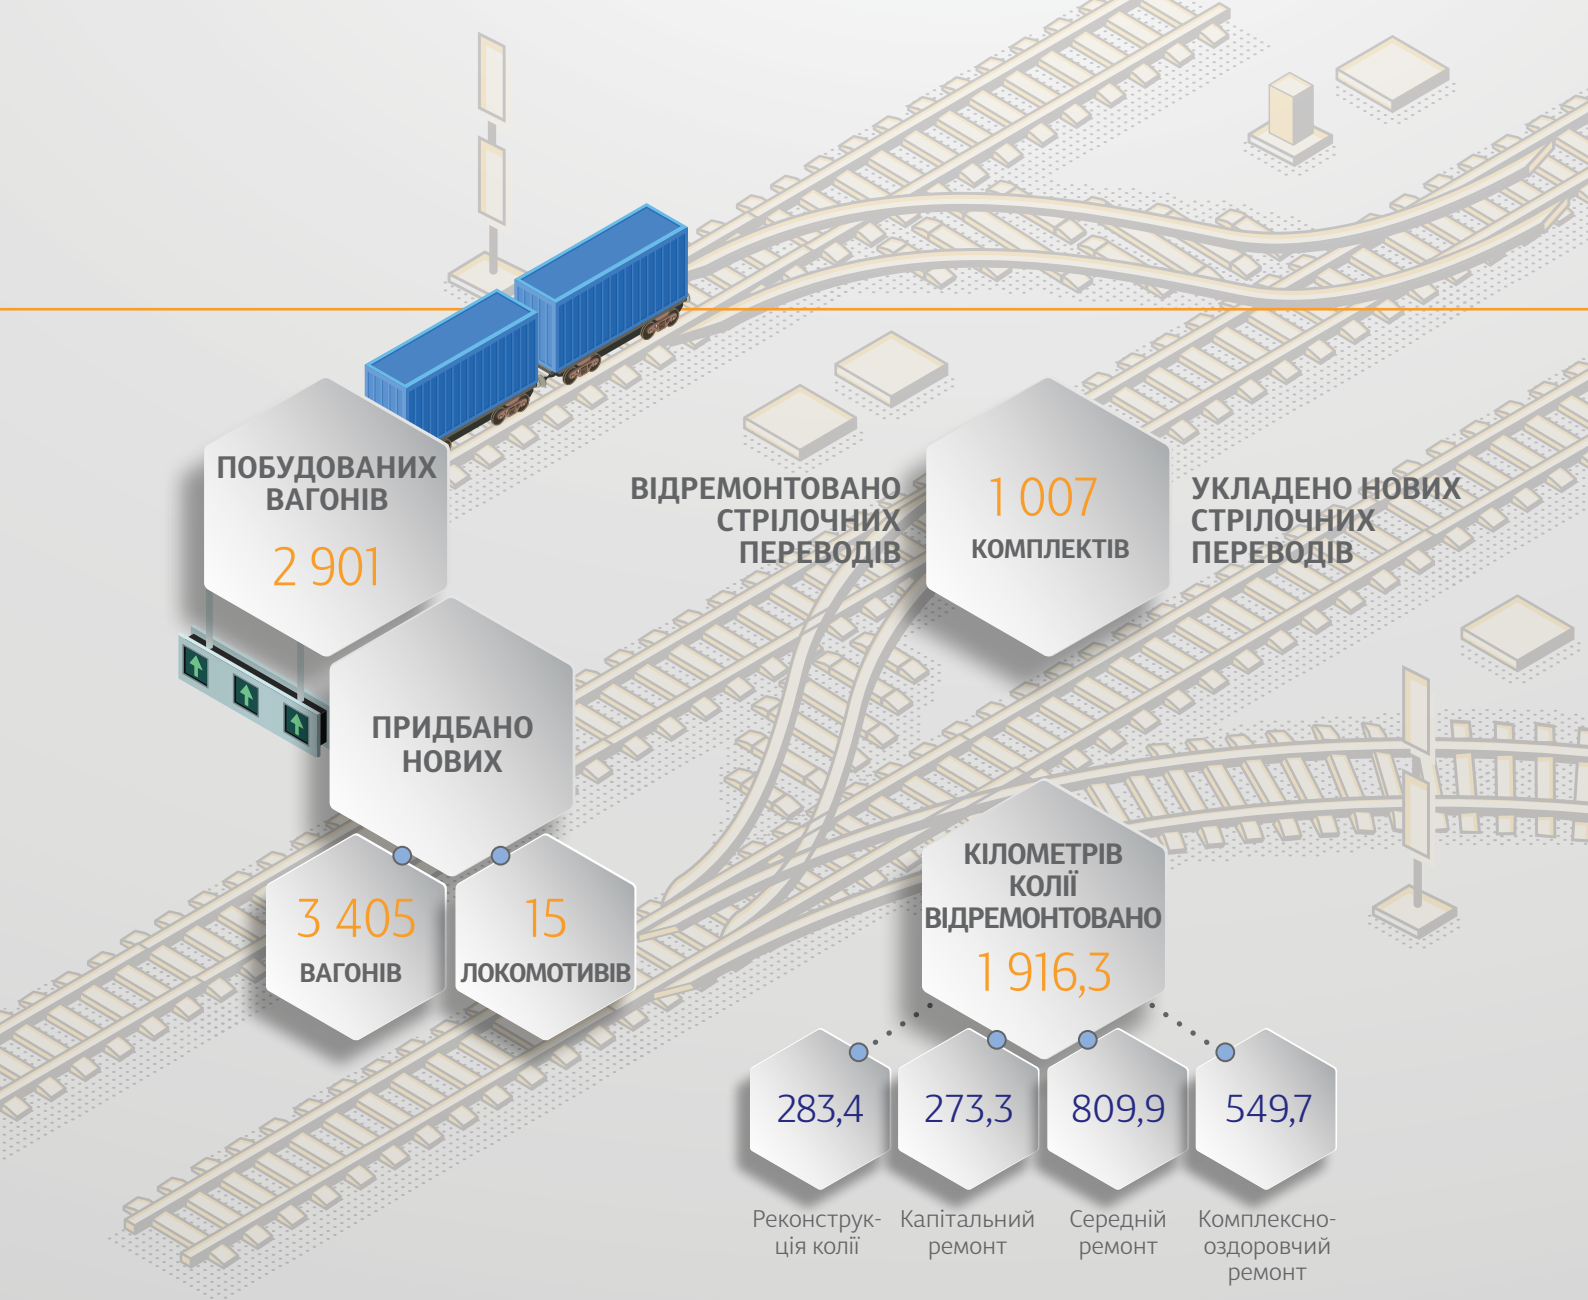 ПОБУДОВАНИХ
ВАГОНІВ
2 901
ПРИДБАНО
НОВИХ
3 405
ВАГОНІВ
15
ЛОКОМОТИВІВ
ВІДРЕМОНТОВАНО
СТРІЛОЧНИХ
ПЕРЕВОДІВ
1 007
КОМПЛЕКТІВ
УКЛАДЕНО НОВИХ
СТРІЛОЧНИХ
ПЕРЕВОДІВ
КІЛОМЕТРІВ
КОЛІЇ
ВІДРЕМОНТОВАНО
1 916,3
283,4
Реконструк-
ція колії
273,3
Капітальний
ремонт
809,9
Середній
ремонт
549,7
Комплексно-
оздоровчий
ремонт